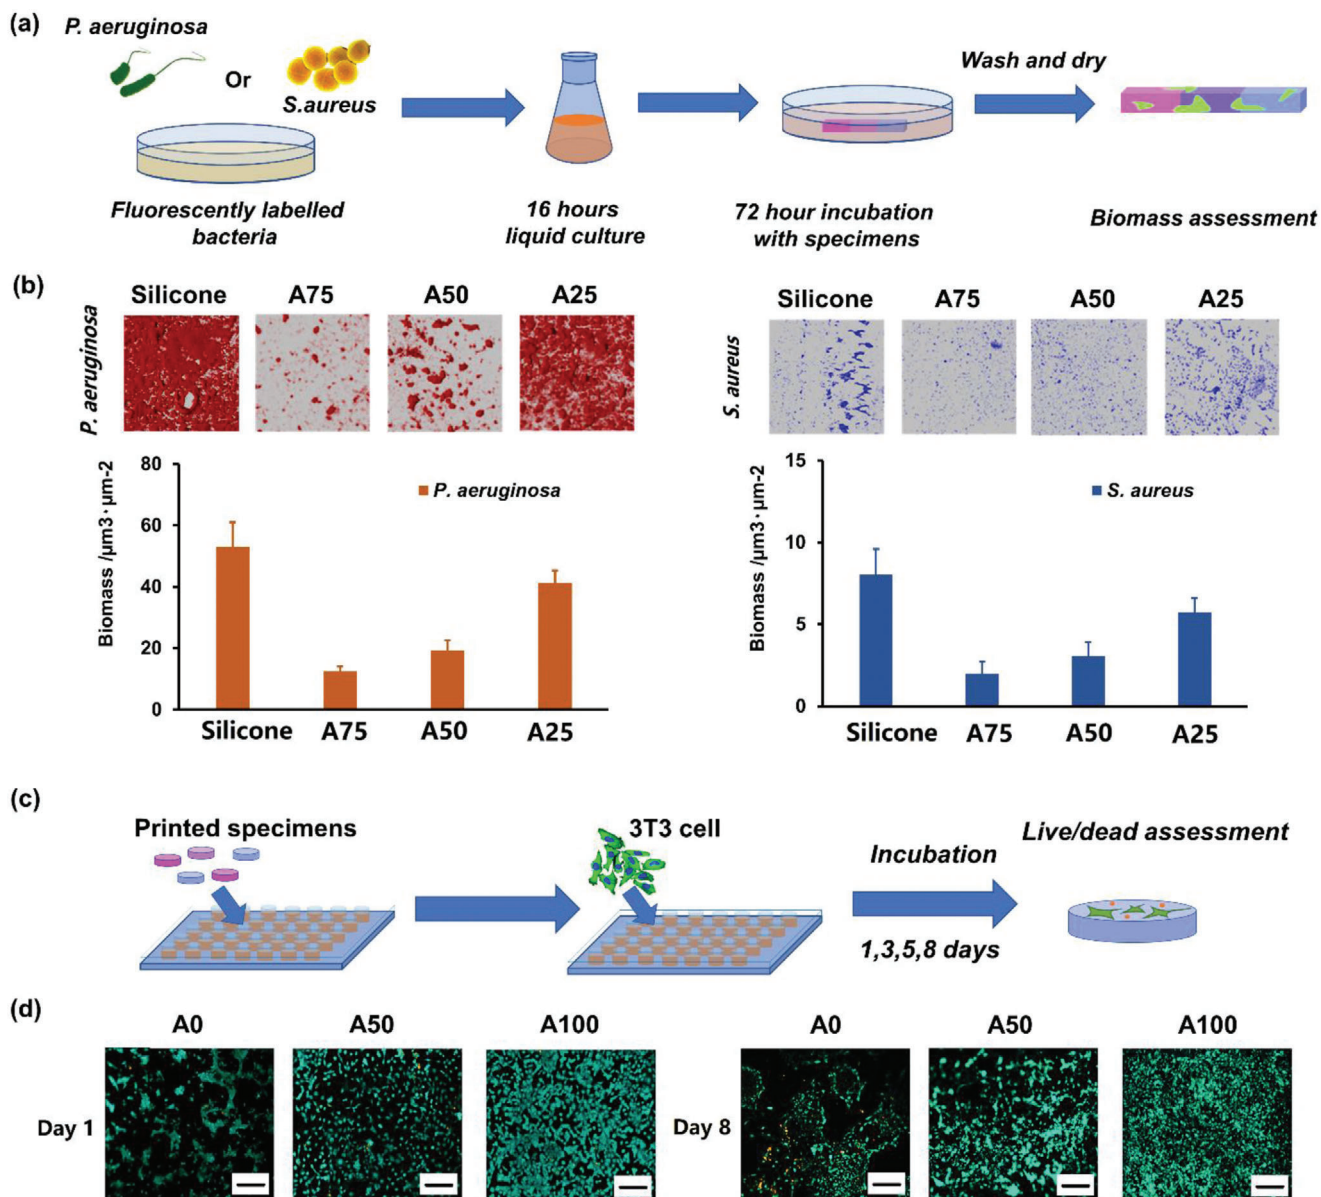 (a)
P. aeruginosa
Or
S.aureus
Fluorescently labelled
bacteria
16 hours
liquid culture
72 hour incubation
with specimens
Wash and dry
Biomass assessment
(b)
Silicone A75 A50 A25
P. aeruginosa
80
60
40
20
0
Biomass /μm3·μm-2
P. aeruginosa
Silicone A75 A50 A25
Silicone A75 A50 A25
S. aureus
15
10
5
0
Biomass /μm3·μm-2
S. aureus
Silicone A75 A50 A25
(c)
Printed specimens
3T3 cell
Incubation
1,3,5,8 days
Live/dead assessment
(d)
A0 A50 A100
Day 1
A0 A50 A100
Day 8